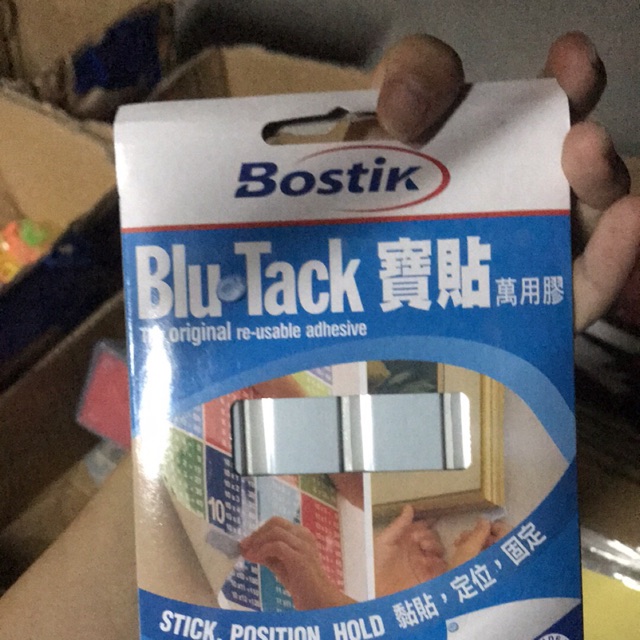 Bostik
Blu·Tack 寶貼 萬用膠
The original re-usable adhesive
10
STICK, POSITION, HOLD 黏貼，定位，固定